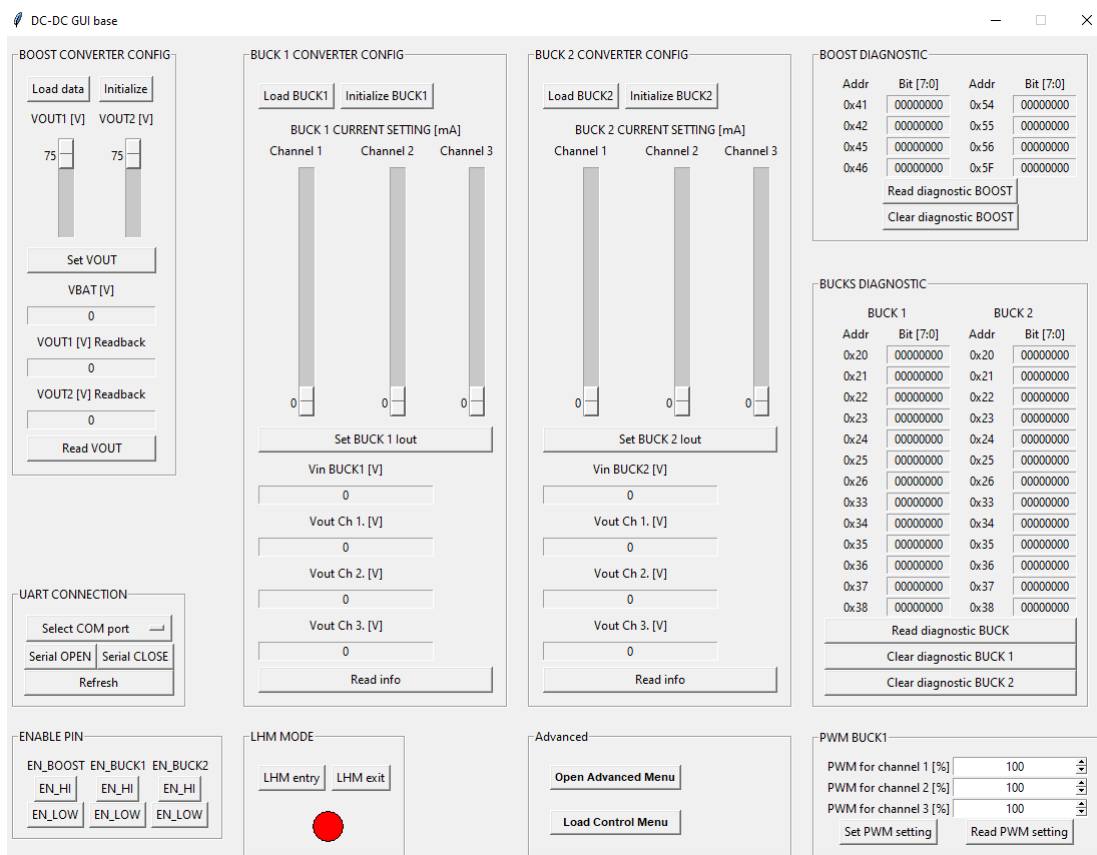 DC-DC GUI base
BOOST CONVERTER CONFIG
Load data Initialize
VOUT1 [V] VOUT2 [V]
75 75
Set VOUT
VBAT [V]
0
VOUT1 [V] Readback
0
VOUT2 [V] Readback
0
Read VOUT
UART CONNECTION
Select COM port
Serial OPEN Serial CLOSE
Refresh
ENABLE PIN
EN_BOOST EN_BUCK1 EN_BUCK2
EN_HI EN_HI EN_HI
EN_LOW EN_LOW EN_LOW
BUCK 1 CONVERTER CONFIG
Load BUCK1 Initialize BUCK1
BUCK 1 CURRENT SETTING [mA]
Channel 1 Channel 2 Channel 3
0 0 0
Set BUCK 1 Iout
Vin BUCK1 [V]
0
Vout Ch 1. [V]
0
Vout Ch 2. [V]
0
Vout Ch 3. [V]
0
Read info
LHM MODE
LHM entry LHM exit
BUCK 2 CONVERTER CONFIG
Load BUCK2 Initialize BUCK2
BUCK 2 CURRENT SETTING [mA]
Channel 1 Channel 2 Channel 3
0 0 0
Set BUCK 2 Iout
Vin BUCK2 [V]
0
Vout Ch 1. [V]
0
Vout Ch 2. [V]
0
Vout Ch 3. [V]
0
Read info
Advanced
Open Advanced Menu
Load Control Menu
BOOST DIAGNOSTIC
Addr Bit [7:0] Addr Bit [7:0]
0x41 00000000 0x54 00000000
0x42 00000000 0x55 00000000
0x45 00000000 0x56 00000000
0x46 00000000 0x5F 00000000
Read diagnostic BOOST
Clear diagnostic BOOST
BUCKS DIAGNOSTIC
BUCK 1 BUCK 2
Addr Bit [7:0] Addr Bit [7:0]
0x20 00000000 0x20 00000000
0x21 00000000 0x21 00000000
0x22 00000000 0x22 00000000
0x23 00000000 0x23 00000000
0x24 00000000 0x24 00000000
0x25 00000000 0x25 00000000
0x26 00000000 0x26 00000000
0x33 00000000 0x33 00000000
0x34 00000000 0x34 00000000
0x35 00000000 0x35 00000000
0x36 00000000 0x36 00000000
0x37 00000000 0x37 00000000
0x38 00000000 0x38 00000000
Read diagnostic BUCK
Clear diagnostic BUCK 1
Clear diagnostic BUCK 2
PWM BUCK1
PWM for channel 1 [%] 100
PWM for channel 2 [%] 100
PWM for channel 3 [%] 100
Set PWM setting Read PWM setting